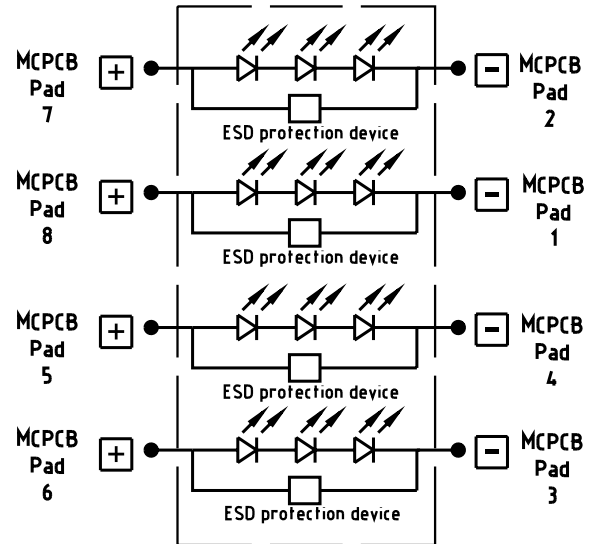 MCPCB
Pad
7
+
-
MCPCB
Pad
2
ESD protection device
MCPCB
Pad
8
+
-
MCPCB
Pad
1
ESD protection device
MCPCB
Pad
5
+
-
MCPCB
Pad
4
ESD protection device
MCPCB
Pad
6
+
-
MCPCB
Pad
3
ESD protection device